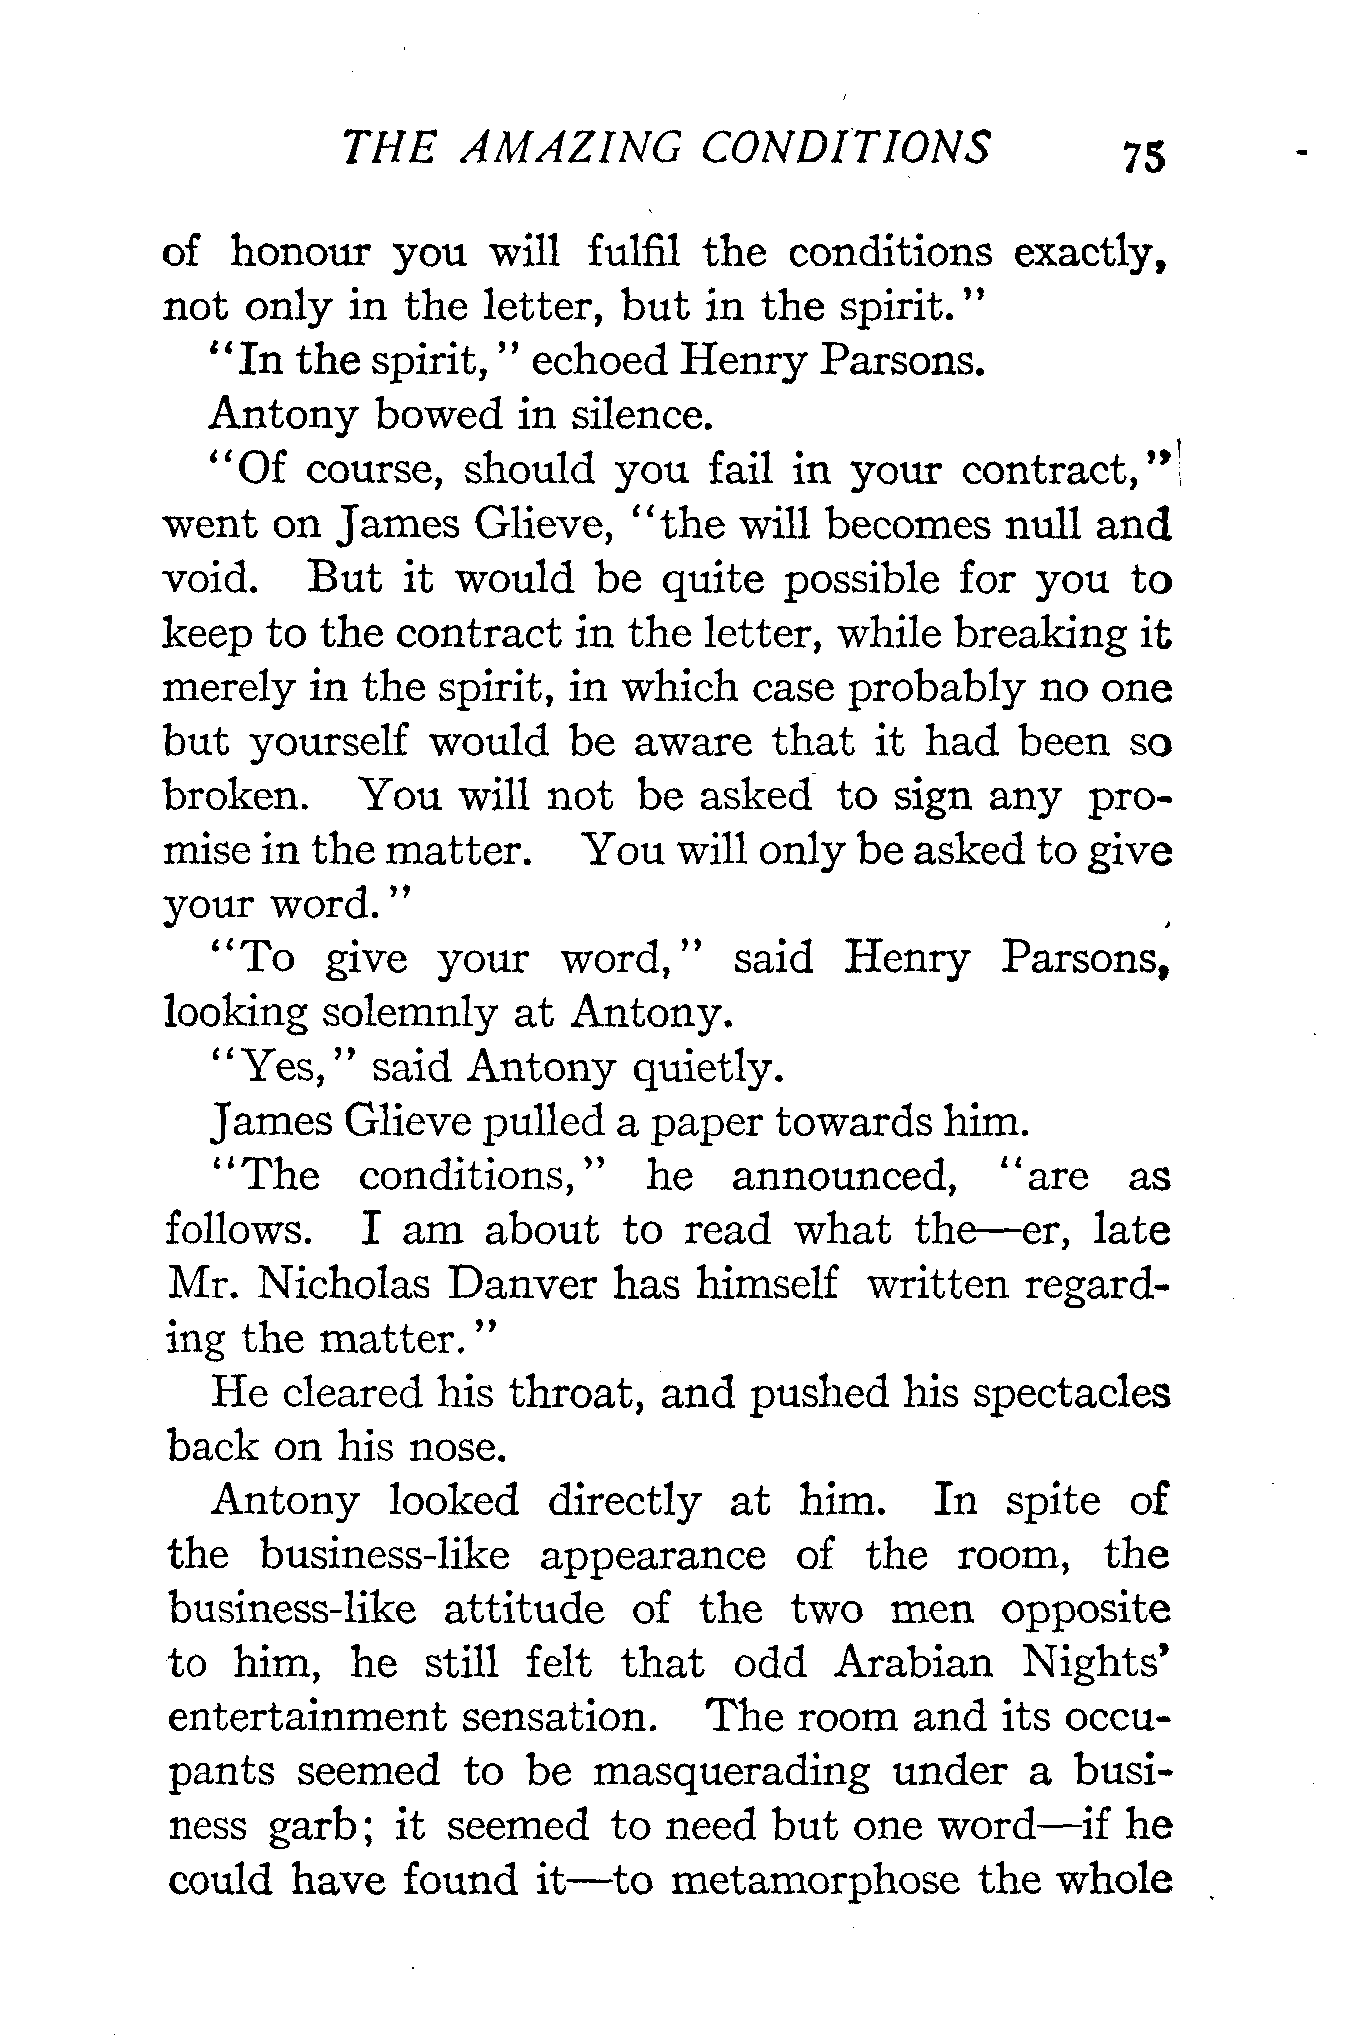 THE AMAZING CONDITIONS 75
of honour you will fulfil the conditions exactly,
not only in the letter, but in the spirit."
"In the spirit," echoed Henry Parsons.
Antony bowed in silence.
"Of course, should you fail in your contract,"
went on James Glieve, "the will becomes null and
void. But it would be quite possible for you to
keep to the contract in the letter, while breaking it
merely in the spirit, in which case probably no one
but yourself would be aware that it had been so
broken. You will not be asked to sign any pro-
mise in the matter. You will only be asked to give
your word."
"To give your word," said Henry Parsons,
looking solemnly at Antony.
"Yes," said Antony quietly.
James Glieve pulled a paper towards him.
"The conditions," he announced, "are as
follows. I am about to read what the—er, late
Mr. Nicholas Danver has himself written regard-
ing the matter."
He cleared his throat, and pushed his spectacles
back on his nose.
Antony looked directly at him. In spite of
the business-like appearance of the room, the
business-like attitude of the two men opposite
to him, he still felt that odd Arabian Nights'
entertainment sensation. The room and its occu-
pants seemed to be masquerading under a busi-
ness garb; it seemed to need but one word—if he
could have found it—to metamorphose the whole